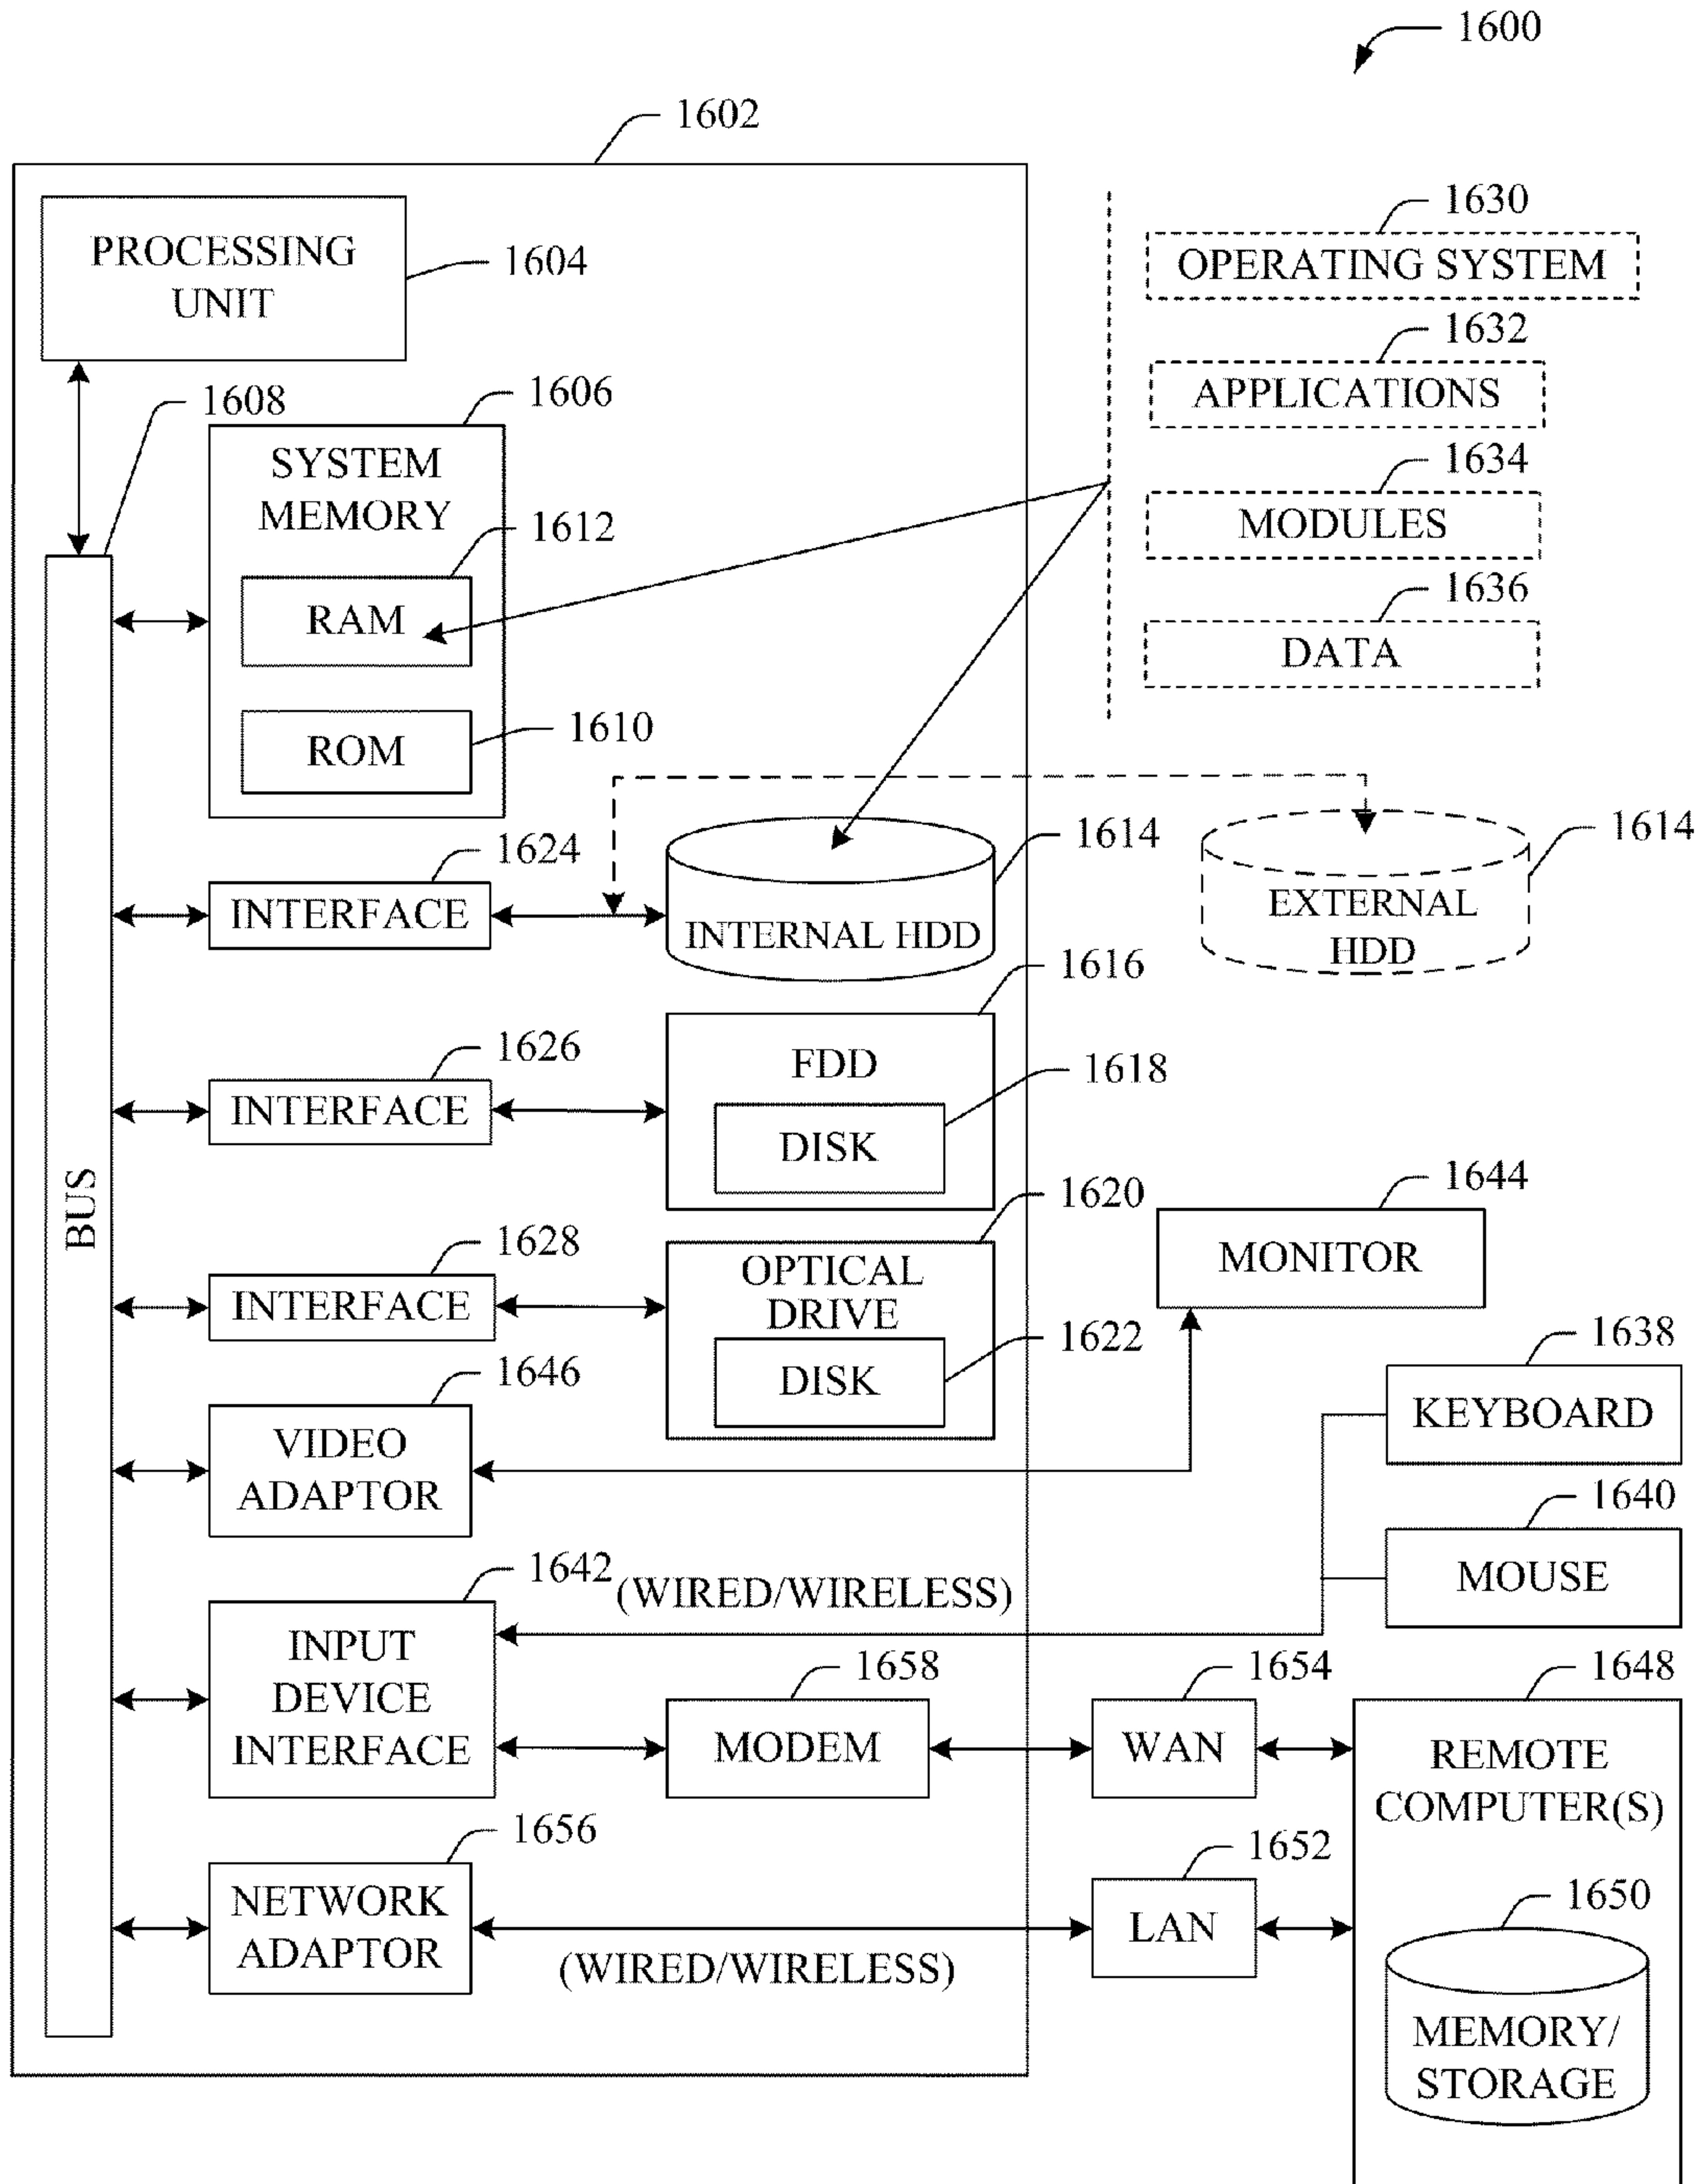 1600
1602
PROCESSING
UNIT
1604
1608
1606
SYSTEM
MEMORY
1612
RAM
1610
ROM
1630
OPERATING SYSTEM
1632
APPLICATIONS
1634
MODULES
1636
DATA
1624
INTERFACE
1614
INTERNAL HDD
1614
EXTERNAL
HDD
1626
INTERFACE
1616
FDD
1618
DISK
BUS
1628
INTERFACE
1620
OPTICAL
DRIVE
1622
DISK
1644
MONITOR
1646
VIDEO
ADAPTOR
1638
KEYBOARD
1640
MOUSE
1642
(WIRED/WIRELESS)
INPUT
DEVICE
INTERFACE
1658
MODEM
1654
WAN
1648
REMOTE
COMPUTER(S)
1656
NETWORK
ADAPTOR
(WIRED/WIRELESS)
1652
LAN
1650
MEMORY/
STORAGE